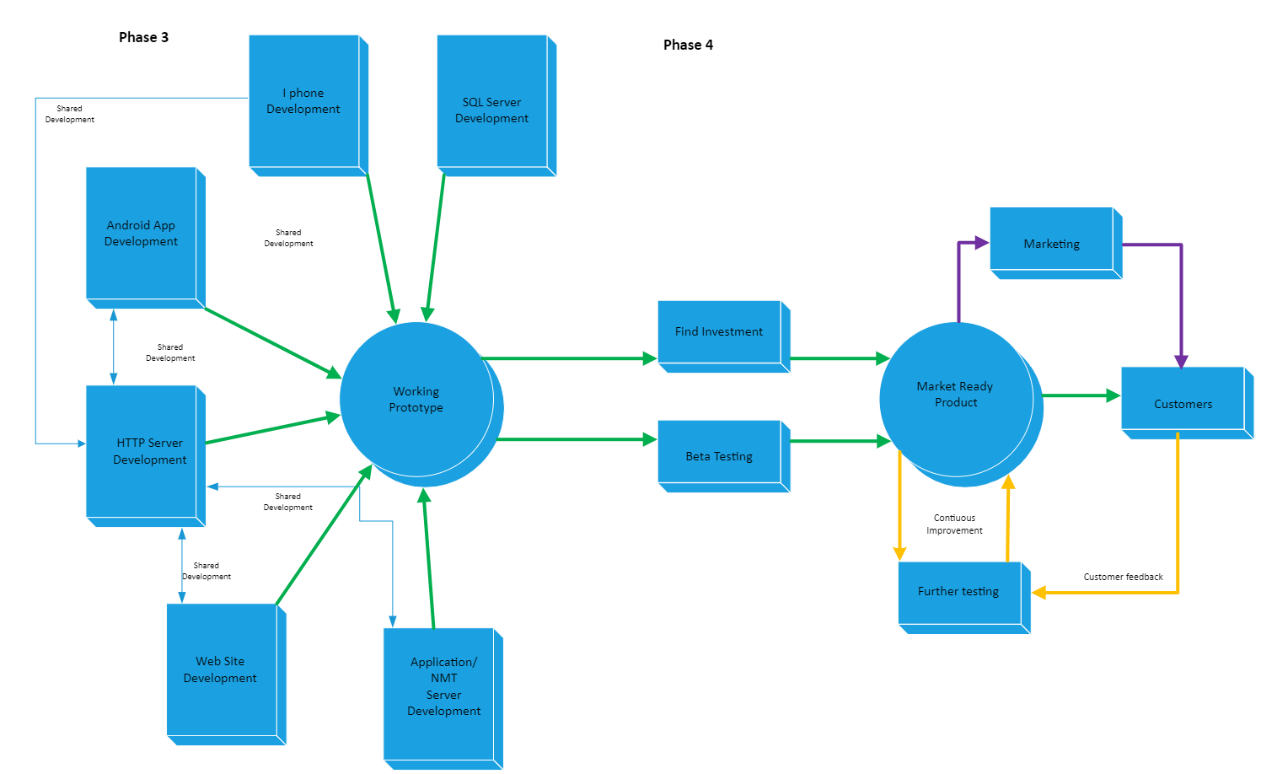 Phase 3
Phase 4
I phone
Development
SQL Server
Development
Shared
Development
Android App
Development
Shared
Development
Marketing
Find Investment
Shared
Development
Working
Prototype
Market Ready
Product
Customers
HTTP Server
Development
Beta Testing
Shared
Development
Contiuous
Improvement
Shared
Development
Customer feedback
Further testing
Web Site
Development
Application/
NMT
Server
Development